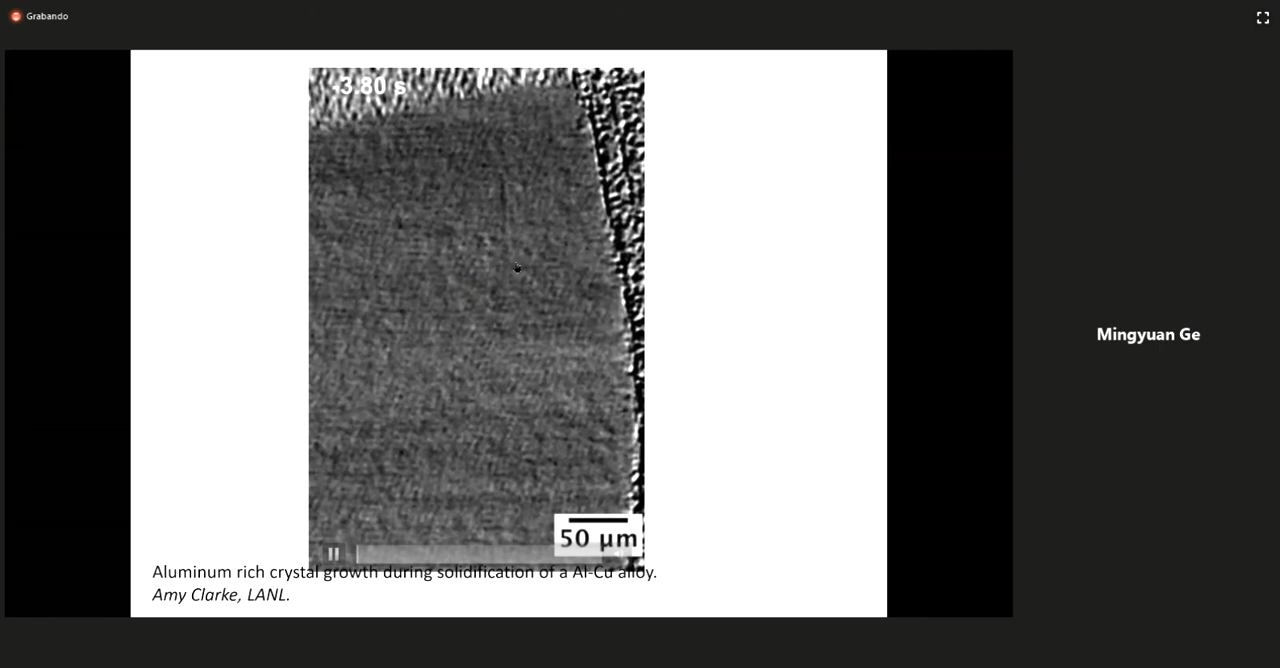 Grabando
-3.80 s
Mingyuan Ge
50 μm
Aluminum rich crystal growth during solidification of a Al-Cu alloy.
Amy Clarke, LANL.